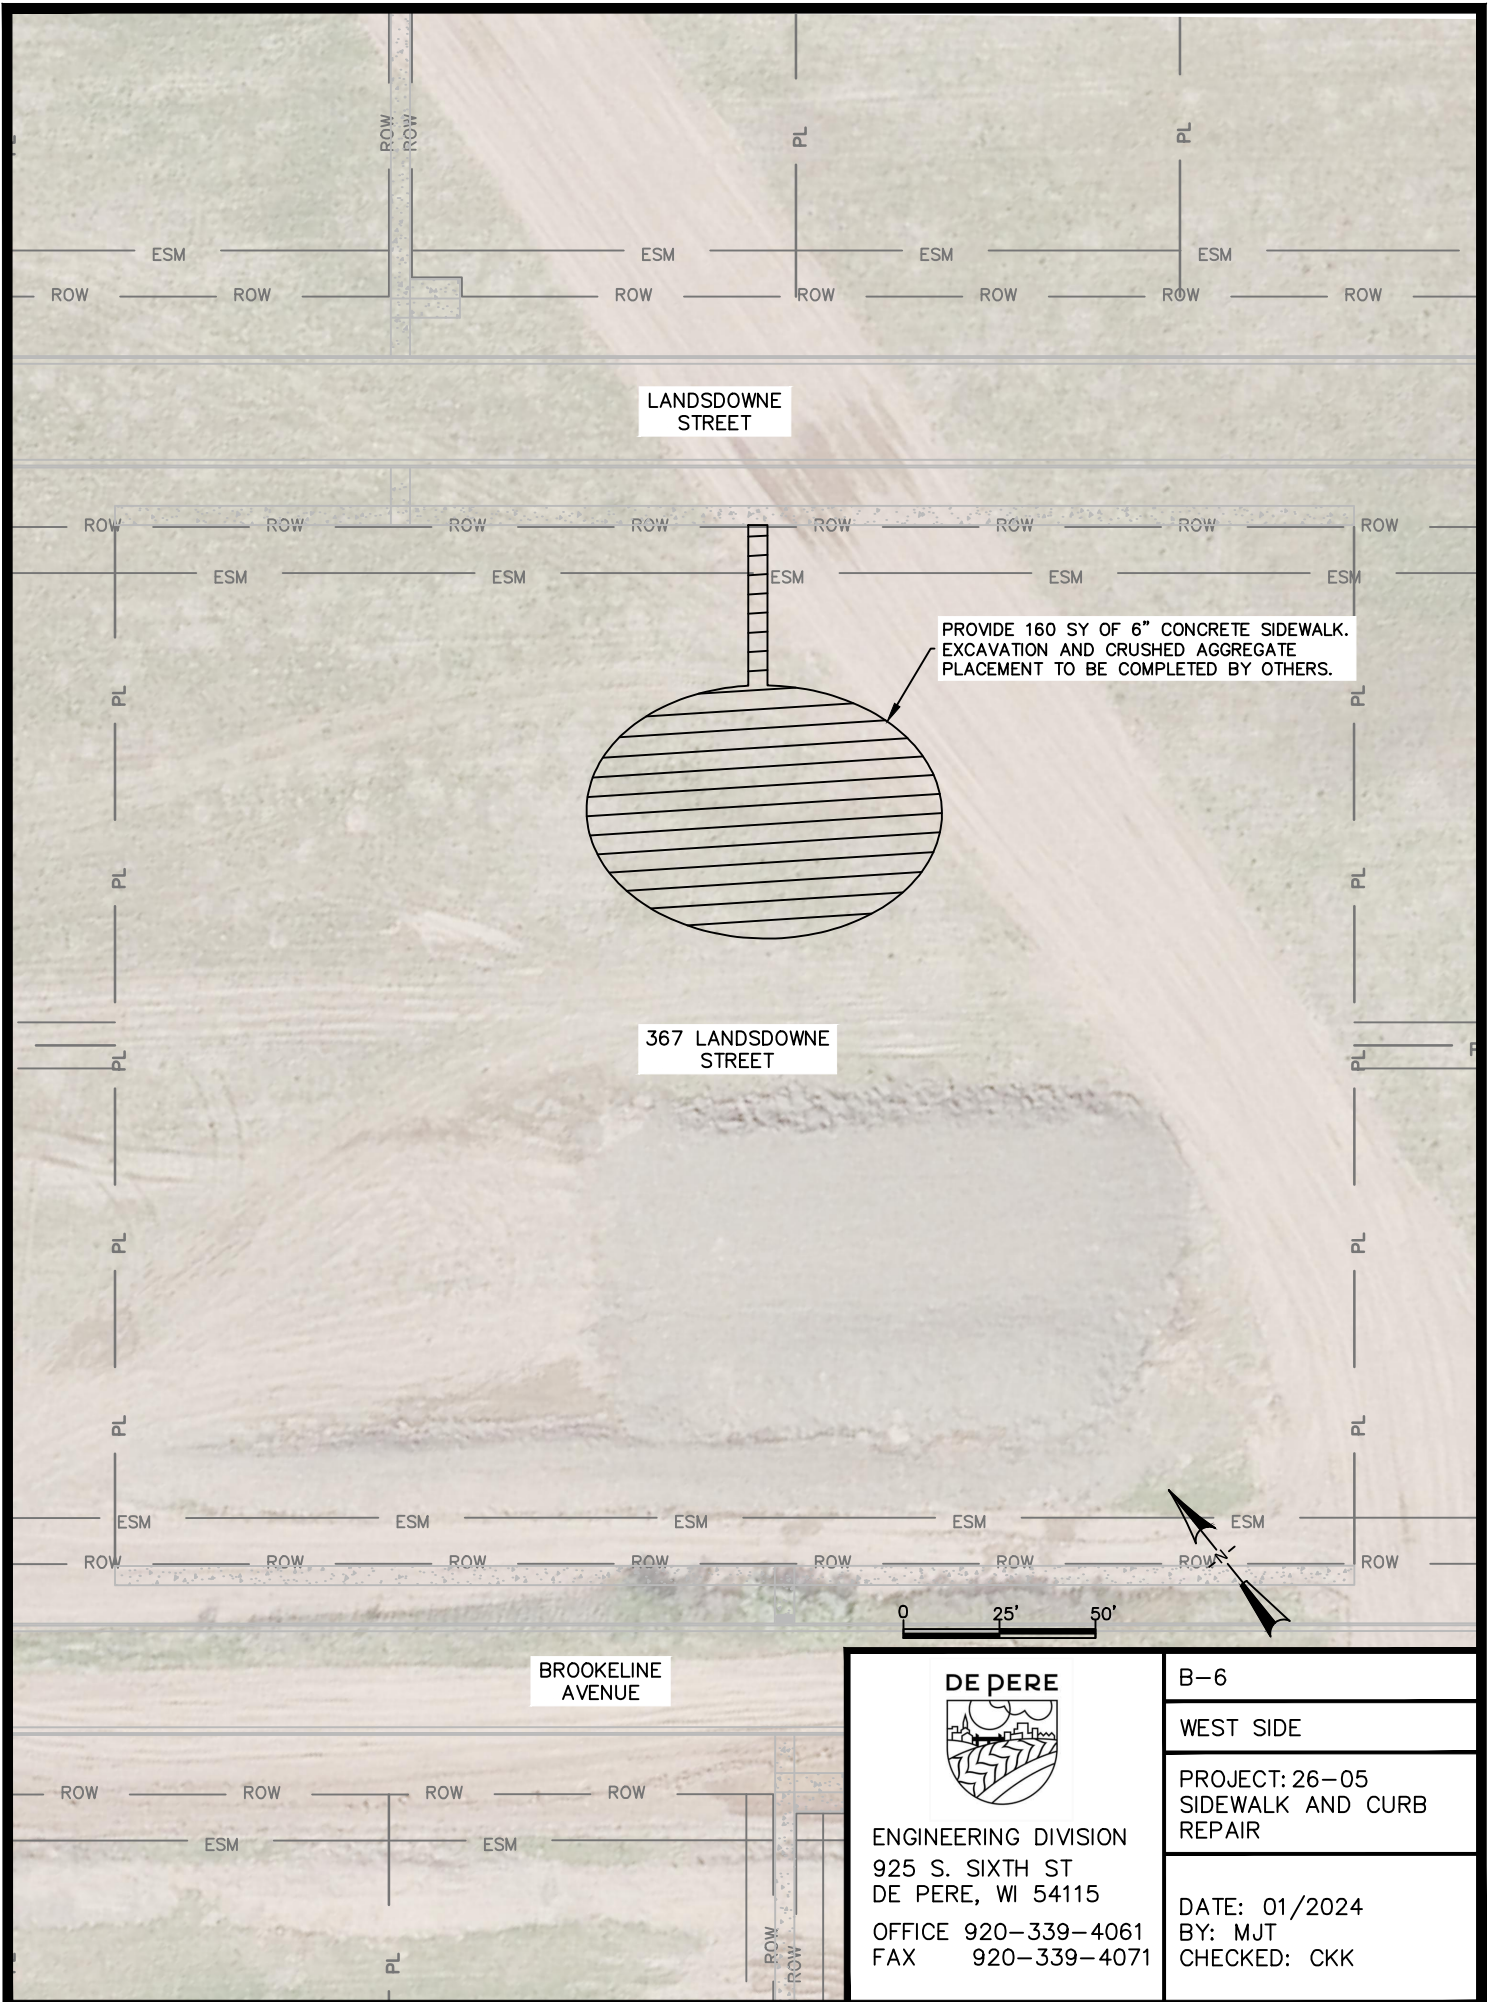 ROW
ROW
PL
PL
ESM ESM ESM ESM
ROW ROW ROW ROW ROW ROW ROW
LANDSDOWNE
STREET
ROW ROW ROW ROW ROW ROW ROW ROW
ESM ESM ESM ESM ESM
PROVIDE 160 SY OF 6" CONCRETE SIDEWALK.
EXCAVATION AND CRUSHED AGGREGATE
PLACEMENT TO BE COMPLETED BY OTHERS.
PL PL
PL PL
367 LANDSDOWNE
STREET
PL PL
PL PL
PL PL
ESM ESM ESM ESM ESM
ROW ROW ROW ROW ROW ROW ROW ROW
N
0 25' 50'
BROOKELINE
AVENUE
ROW ROW ROW ROW
ESM ESM
ROW
ROW
PL
DE PERE
ENGINEERING DIVISION
925 S. SIXTH ST
DE PERE, WI 54115
OFFICE 920-339-4061
FAX 920-339-4071
B-6
WEST SIDE
PROJECT: 26-05
SIDEWALK AND CURB
REPAIR
DATE: 01/2024
BY: MJT
CHECKED: CKK